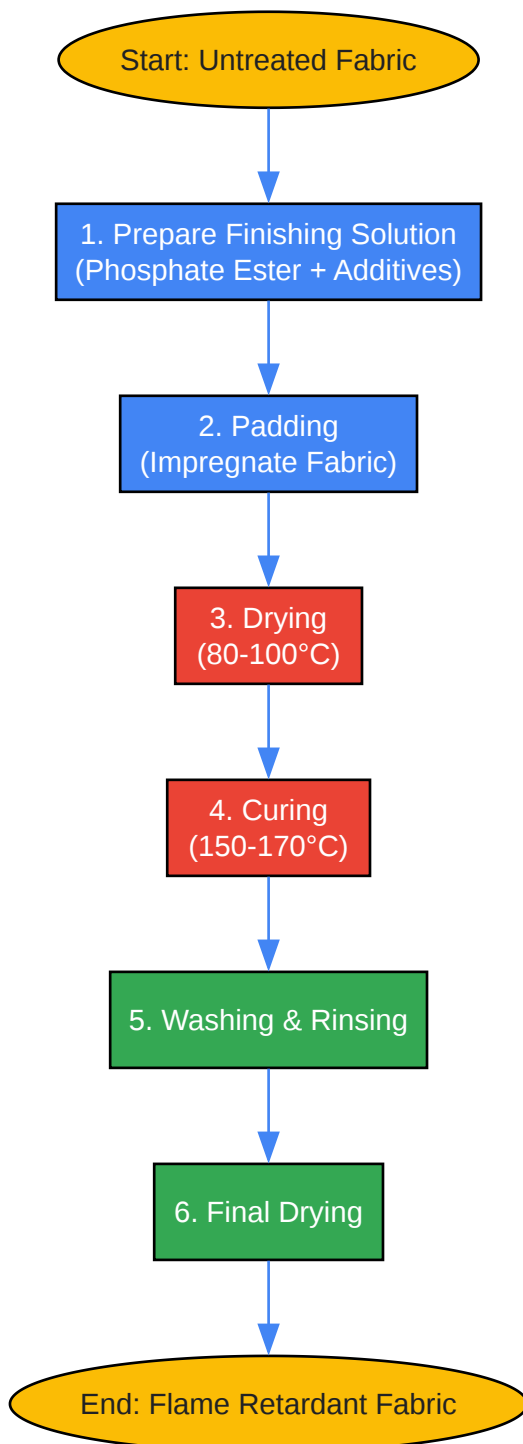 Start: Untreated Fabric
1. Prepare Finishing Solution
(Phosphate Ester + Additives)
2. Padding
(Impregnate Fabric)
3. Drying
(80-100°C)
4. Curing
(150-170°C)
5. Washing & Rinsing
6. Final Drying
End: Flame Retardant Fabric